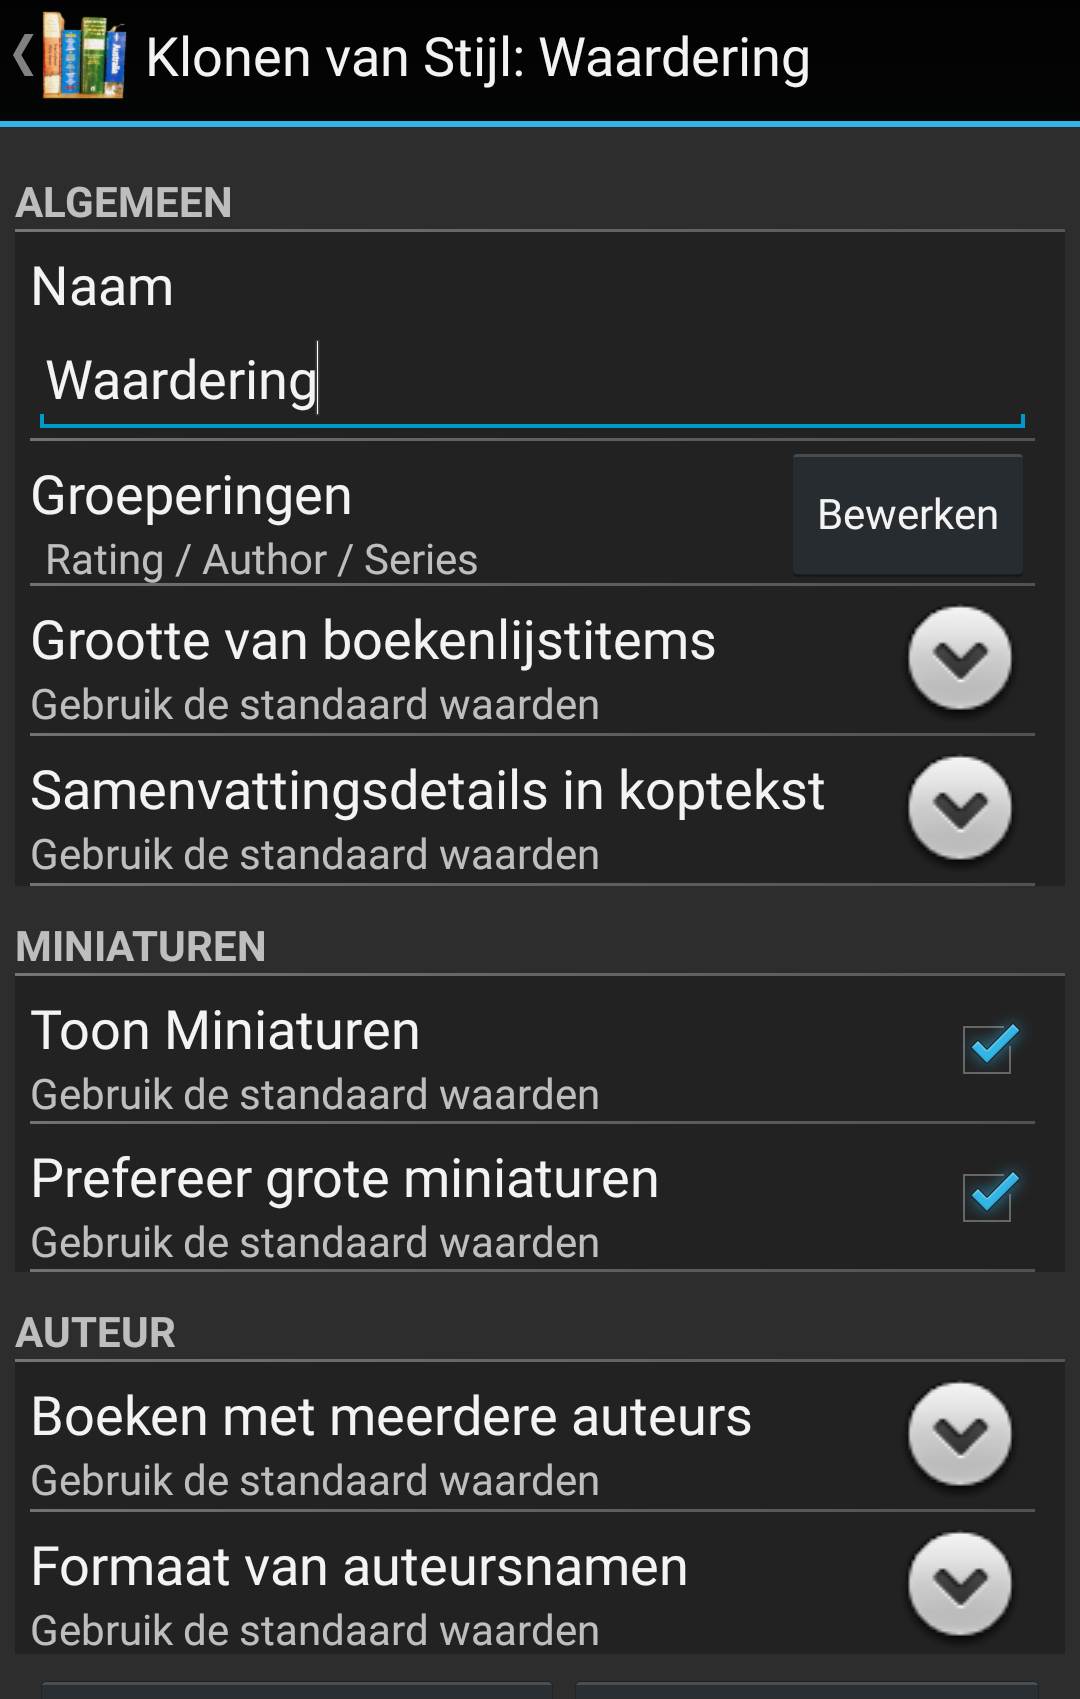 Klonen van Stijl: Waardering
ALGEMEEN
Naam
Waardering
Groeperingen
Rating / Author / Series
Bewerken
Grootte van boekenlijstitems
Gebruik de standaard waarden
Samenvattingsdetails in koptekst
Gebruik de standaard waarden
MINIATUREN
Toon Miniaturen
Gebruik de standaard waarden
Prefereer grote miniaturen
Gebruik de standaard waarden
AUTEUR
Boeken met meerdere auteurs
Gebruik de standaard waarden
Formaat van auteursnamen
Gebruik de standaard waarden